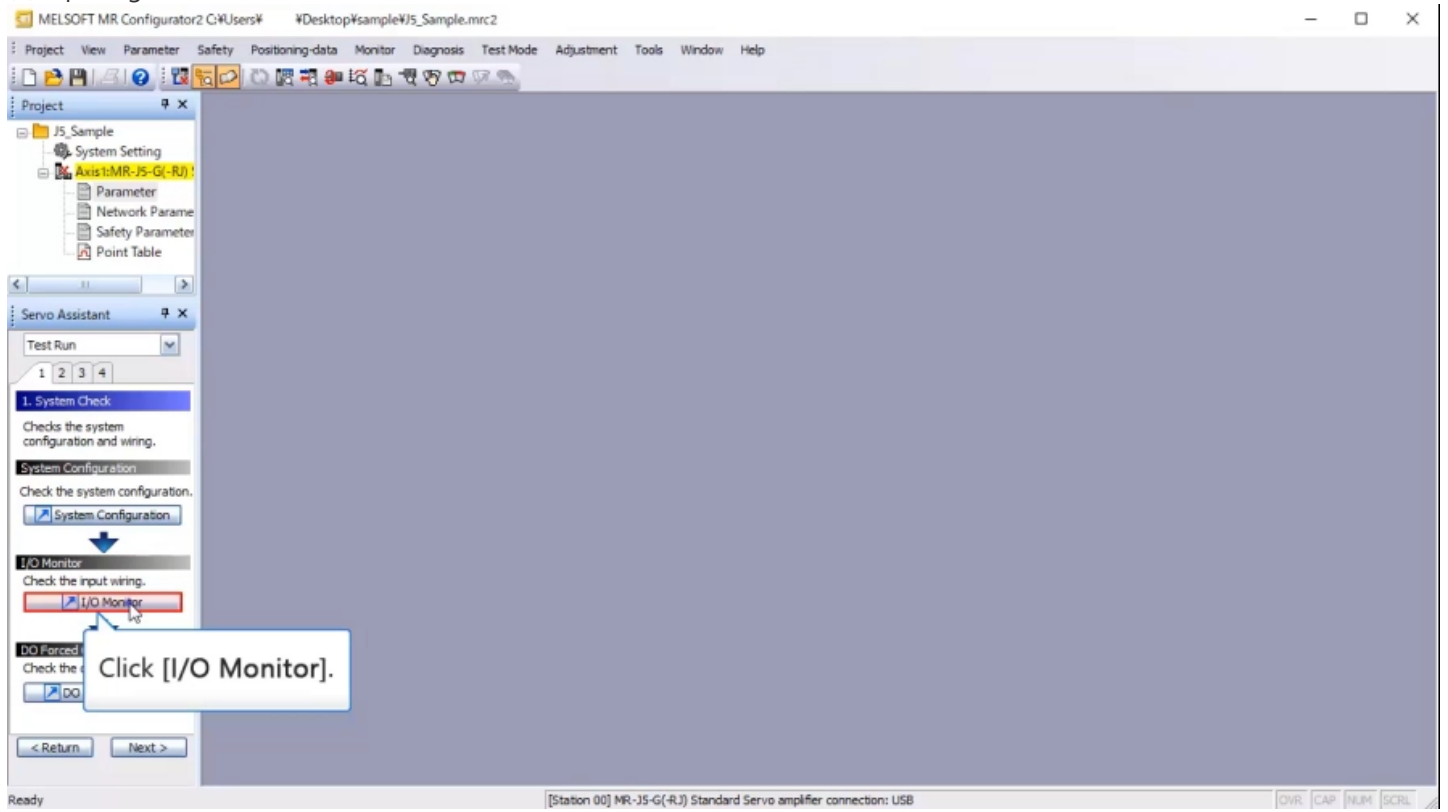 MELSOFT MR Configurator2 C:¥Users¥ ¥Desktop¥sample¥J5_Sample.mrc2
Project View Parameter Safety Positioning-data Monitor Diagnosis Test Mode Adjustment Tools Window Help
Project
J5_Sample
System Setting
Axis1:MR-J5-G(-RJ)
Parameter
Network Parame
Safety Parameter
Point Table
Servo Assistant
Test Run
1 2 3 4
1. System Check
Checks the system
configuration and wiring.
System Configuration
Check the system configuration.
System Configuration
I/O Monitor
Check the input wiring.
I/O Monitor
DO Forced
Check the
DO
Click [I/O Monitor].
< Return Next >
Ready [Station 00] MR-J5-G(-RJ) Standard Servo amplifier connection: USB OVR CAP NUM SCRL